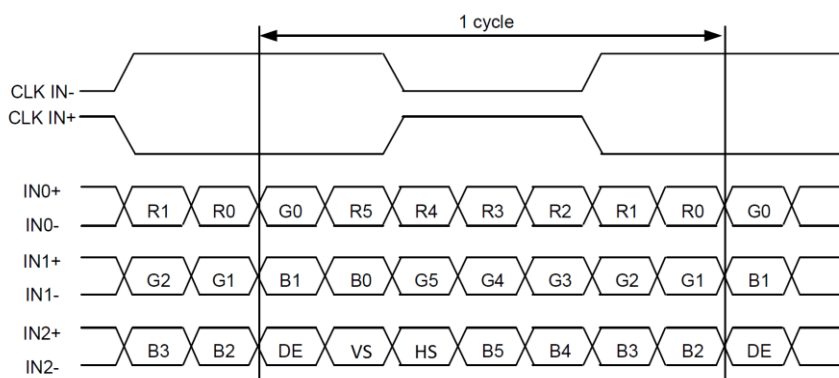 1 cycle
CLK IN-
CLK IN+
IN0+
R1 R0 G0 R5 R4 R3 R2 R1 R0 G0
IN0-
IN1+
G2 G1 B1 B0 G5 G4 G3 G2 G1 B1
IN1-
IN2+
B3 B2 DE VS HS B5 B4 B3 B2 DE
IN2-